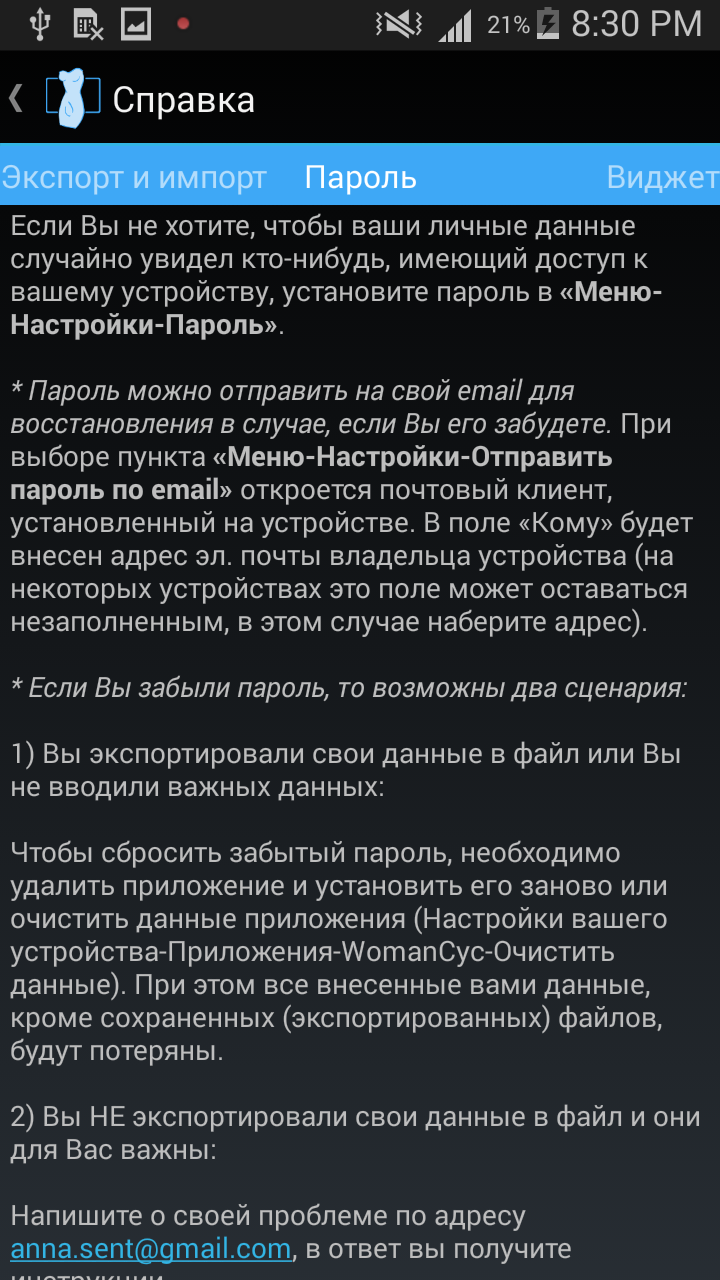 21% 8:30 PM
Справка
Экспорт и импорт Пароль Виджет
Если Вы не хотите, чтобы ваши личные данные
случайно увидел кто-нибудь, имеющий доступ к
вашему устройству, установите пароль в «Меню-
Настройки-Пароль».
* Пароль можно отправить на свой email для
восстановления в случае, если Вы его забудете. При
выборе пункта «Меню-Настройки-Отправить
пароль по email» откроется почтовый клиент,
установленный на устройстве. В поле «Кому» будет
внесен адрес эл. почты владельца устройства (на
некоторых устройствах это поле может оставаться
незаполненным, в этом случае наберите адрес).
* Если Вы забыли пароль, то возможны два сценария:
1) Вы экспортировали свои данные в файл или Вы
не вводили важных данных:
Чтобы сбросить забытый пароль, необходимо
удалить приложение и установить его заново или
очистить данные приложения (Настройки вашего
устройства-Приложения-WomanCyc-Очистить
данные). При этом все внесенные вами данные,
кроме сохраненных (экспортированных) файлов,
будут потеряны.
2) Вы НЕ экспортировали свои данные в файл и они
для Вас важны:
Напишите о своей проблеме по адресу
anna.sent@gmail.com, в ответ вы получите